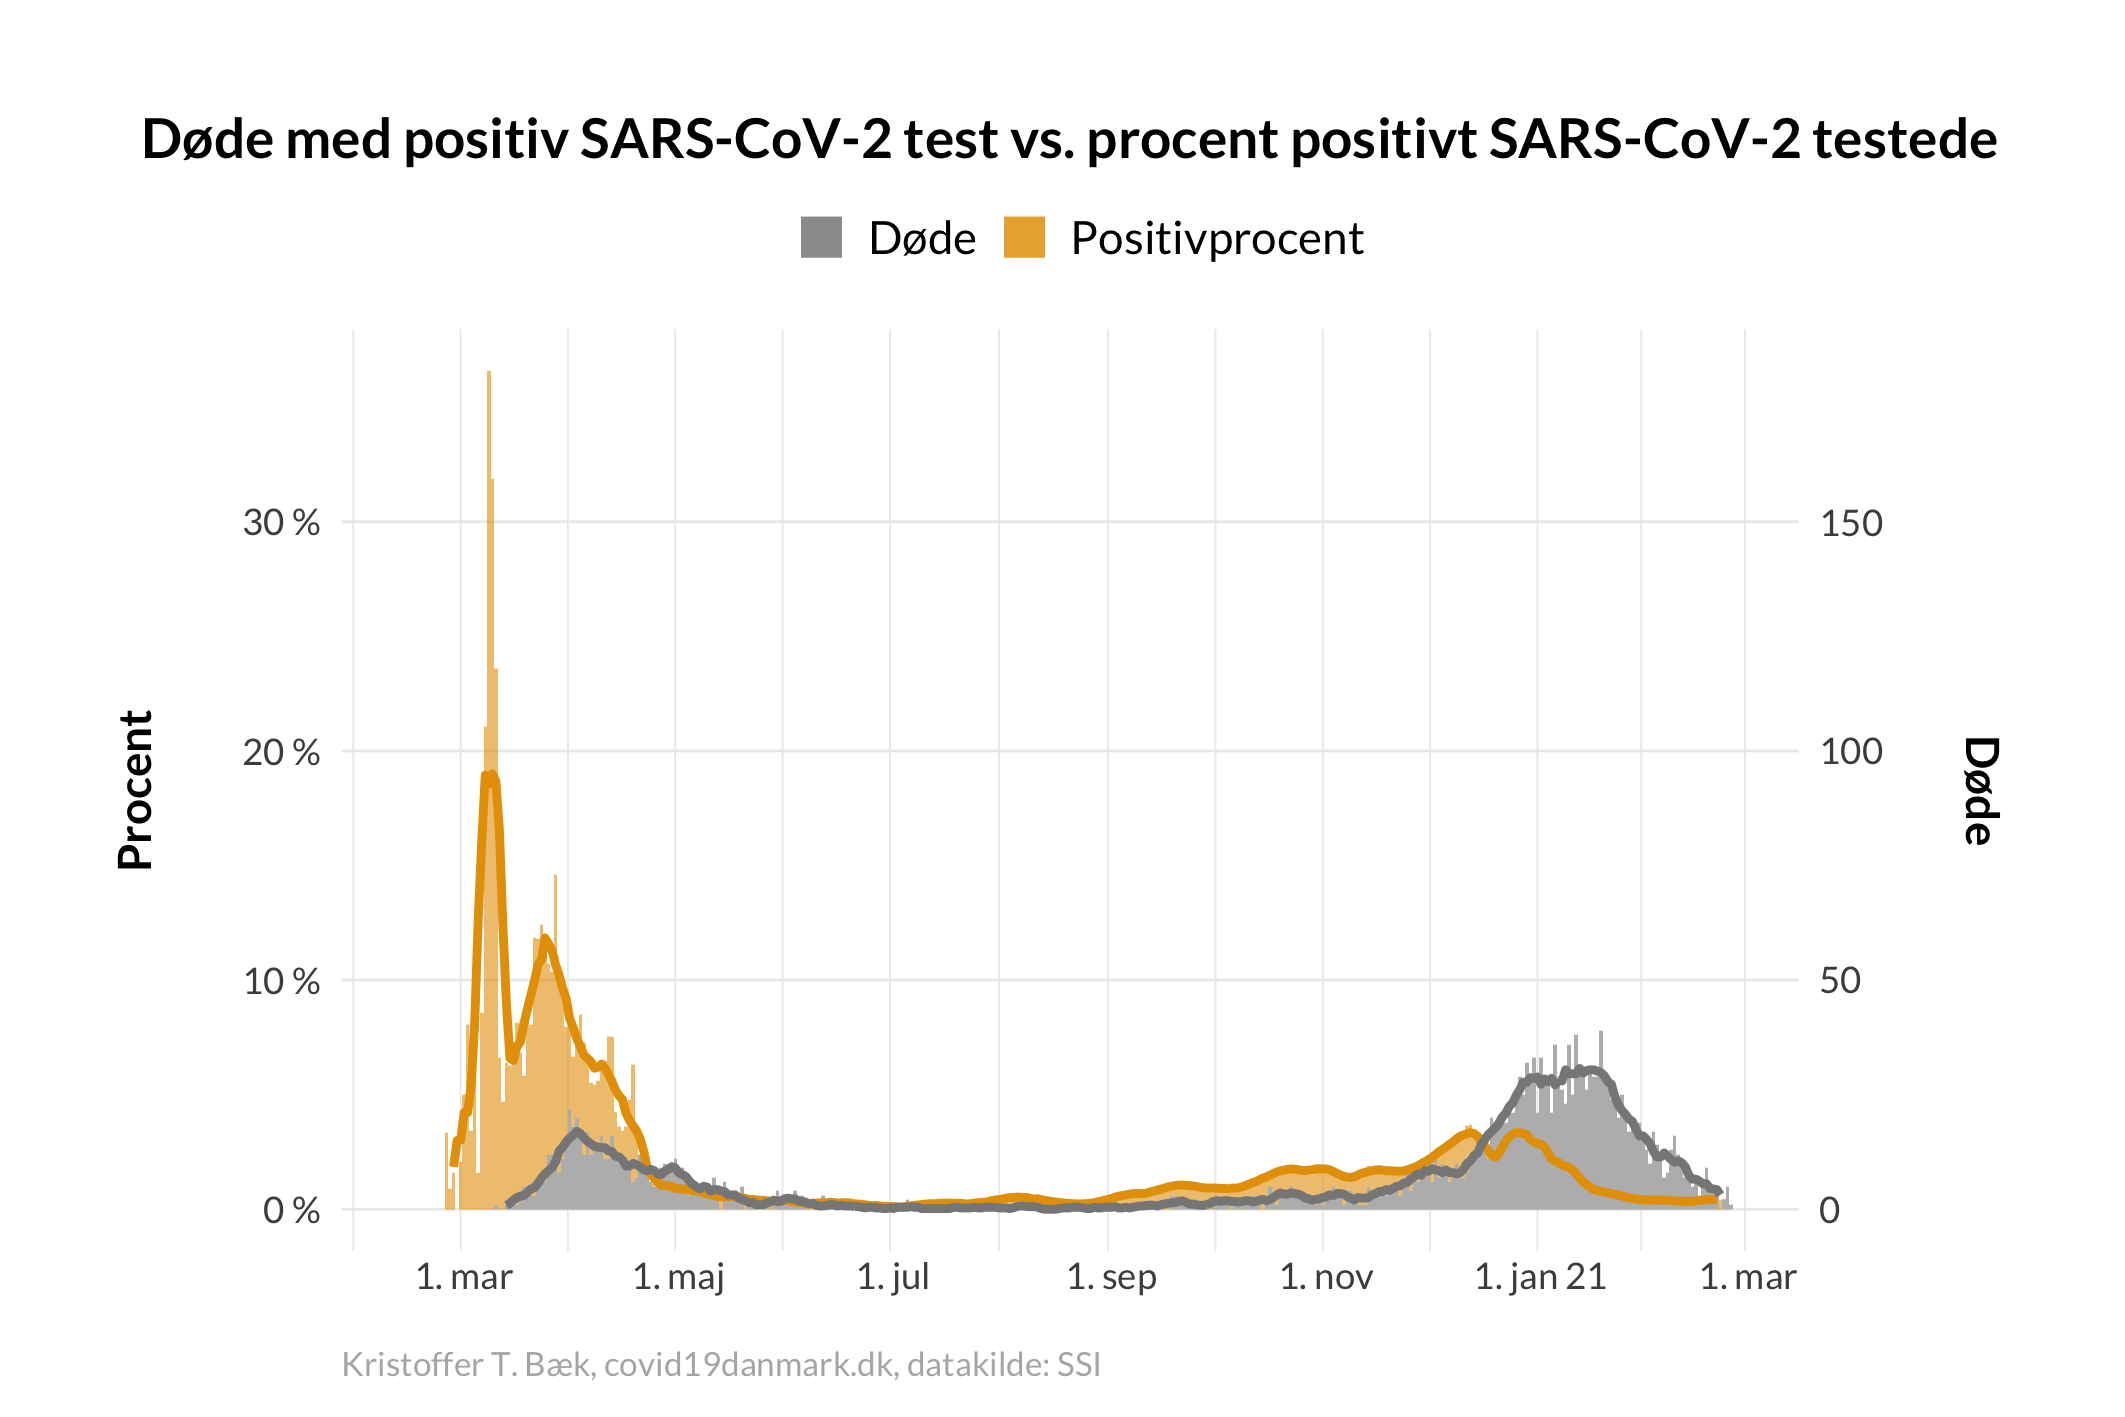 Døde med positiv SARS-CoV-2 test vs. procent positivt SARS-CoV-2 testede
Døde Positivprocent
Procent
30 %
20 %
10 %
0 %
150
100
50
0
Døde
1. mar 1. maj 1. jul 1. sep 1. nov 1. jan 21 1. mar
Kristoffer T. Bæk, covid19danmark.dk, datakilde: SSI